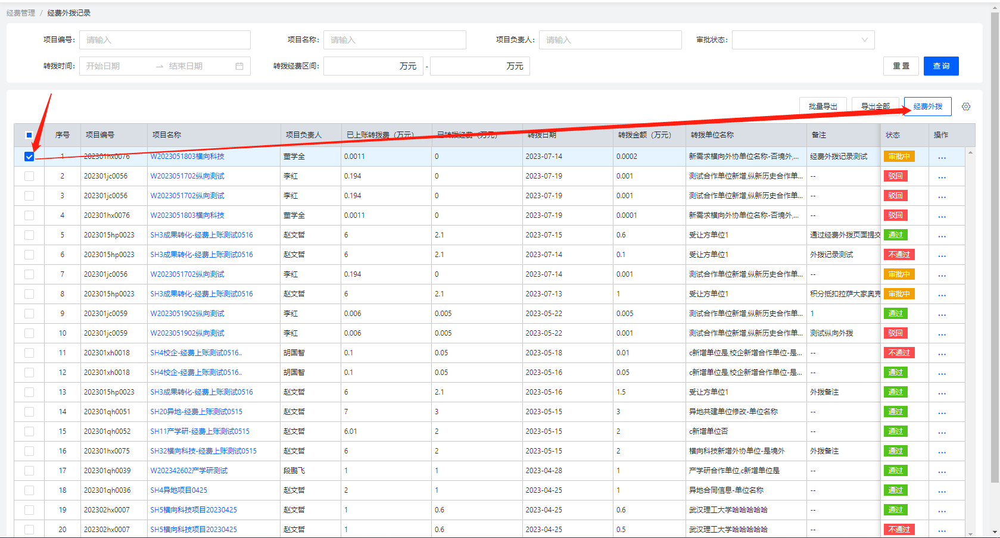 经费管理 / 经费外拨记录
项目编号: 请输入 项目名称: 请输入 项目负责人: 请输入 审批状态:
转拨时间: 开始日期 → 结束日期 转拨经费区间: 万元 - 万元 重 置 查 询
批量导出 导出全部 经费外拨
序号 项目编号 项目名称 项目负责人 已上账转拨费（万元） 已转拨经费（万元） 转拨日期 转拨金额（万元） 转拨单位名称 备注 状态 操作
1 202301hx0076 W2023051803横向科技 董学全 0.0011 0 2023-07-14 0.0002 新需求横向外协单位名称-否境外,... 经费外拨记录测试 审批中 ...
2 202301jc0056 W2023051702纵向测试 李红 0.194 0 2023-07-19 0.001 测试合作单位新增,纵新历史合作单... -- 驳回 ...
3 202301jc0056 W2023051702纵向测试 李红 0.194 0 2023-07-19 0.001 测试合作单位新增,纵新历史合作单... -- 驳回 ...
4 202301hx0076 W2023051803横向科技 董学全 0.0011 0 2023-07-19 0.0001 新需求横向外协单位名称-否境外,... -- 驳回 ...
5 2023015hp0023 SH3成果转化-经费上账测试0516 赵文哲 6 2.1 2023-07-15 0.6 受让方单位1 通过经费外拨页面提交 通过 ...
6 2023015hp0023 SH3成果转化-经费上账测试0516 赵文哲 6 2.1 2023-07-14 0.1 受让方单位1 外拨记录测试 不通过 ...
7 202301jc0056 W2023051702纵向测试 李红 0.194 0 2023-07-14 0.001 测试合作单位新增,纵新历史合作单... -- 审批中 ...
8 2023015hp0023 SH3成果转化-经费上账测试0516 赵文哲 6 2.1 2023-07-13 1 受让方单位1 积分抵扣拉萨大家奥克 审批中 ...
9 202301jc0059 W2023051902纵向测试 李红 0.006 0.005 2023-05-22 0.005 测试合作单位新增,纵新历史合作单... 1 通过 ...
10 202301jc0059 W2023051902纵向测试 李红 0.006 0.005 2023-05-22 0.001 测试合作单位新增,纵新历史合作单... 测试纵向外拨 驳回 ...
11 202301xh0018 SH4校企-经费上账测试0516.. 胡国智 0.1 0.05 2023-05-18 0.01 c新增单位是,校企新增合作单位-是... -- 不通过 ...
12 202301xh0018 SH4校企-经费上账测试0516.. 胡国智 0.1 0.05 2023-05-16 0.05 c新增单位是,校企新增合作单位-是... -- 通过 ...
13 2023015hp0023 SH3成果转化-经费上账测试0516 赵文哲 6 2.1 2023-05-16 1.5 受让方单位1 外拨备注 通过 ...
14 202301qh0051 SH20异地-经费上账测试0515 赵文哲 7 3 2023-05-15 3 异地共建单位修改-单位名称 -- 通过 ...
15 202301qh0052 SH11产学研-经费上账测试0515 赵文哲 6.01 2 2023-05-15 2 c新增单位否 -- 通过 ...
16 202301hx0075 SH32横向科技-经费上账测试0515 赵文哲 6 2 2023-05-15 2 横向科技新增外协单位-是境外 外拨备注 通过 ...
17 202301qh0039 W202342602产学研测试 段鹏飞 1 1 2023-04-28 1 产学研合作单位,c新增单位是 -- 通过 ...
18 202301qh0036 SH4异地项目0425 赵文哲 2 1 2023-04-25 1 异地合同信息-单位名称 -- 通过 ...
19 202302hx0007 SH5横向科技项目20230425 赵文哲 1 0.6 2023-04-25 0.6 武汉理工大学哈哈哈哈哈 -- 通过 ...
20 202302hx0007 SH5横向科技项目20230425 赵文哲 1 0.6 2023-04-25 0.5 武汉理工大学哈哈哈哈哈 -- 不通过 ...